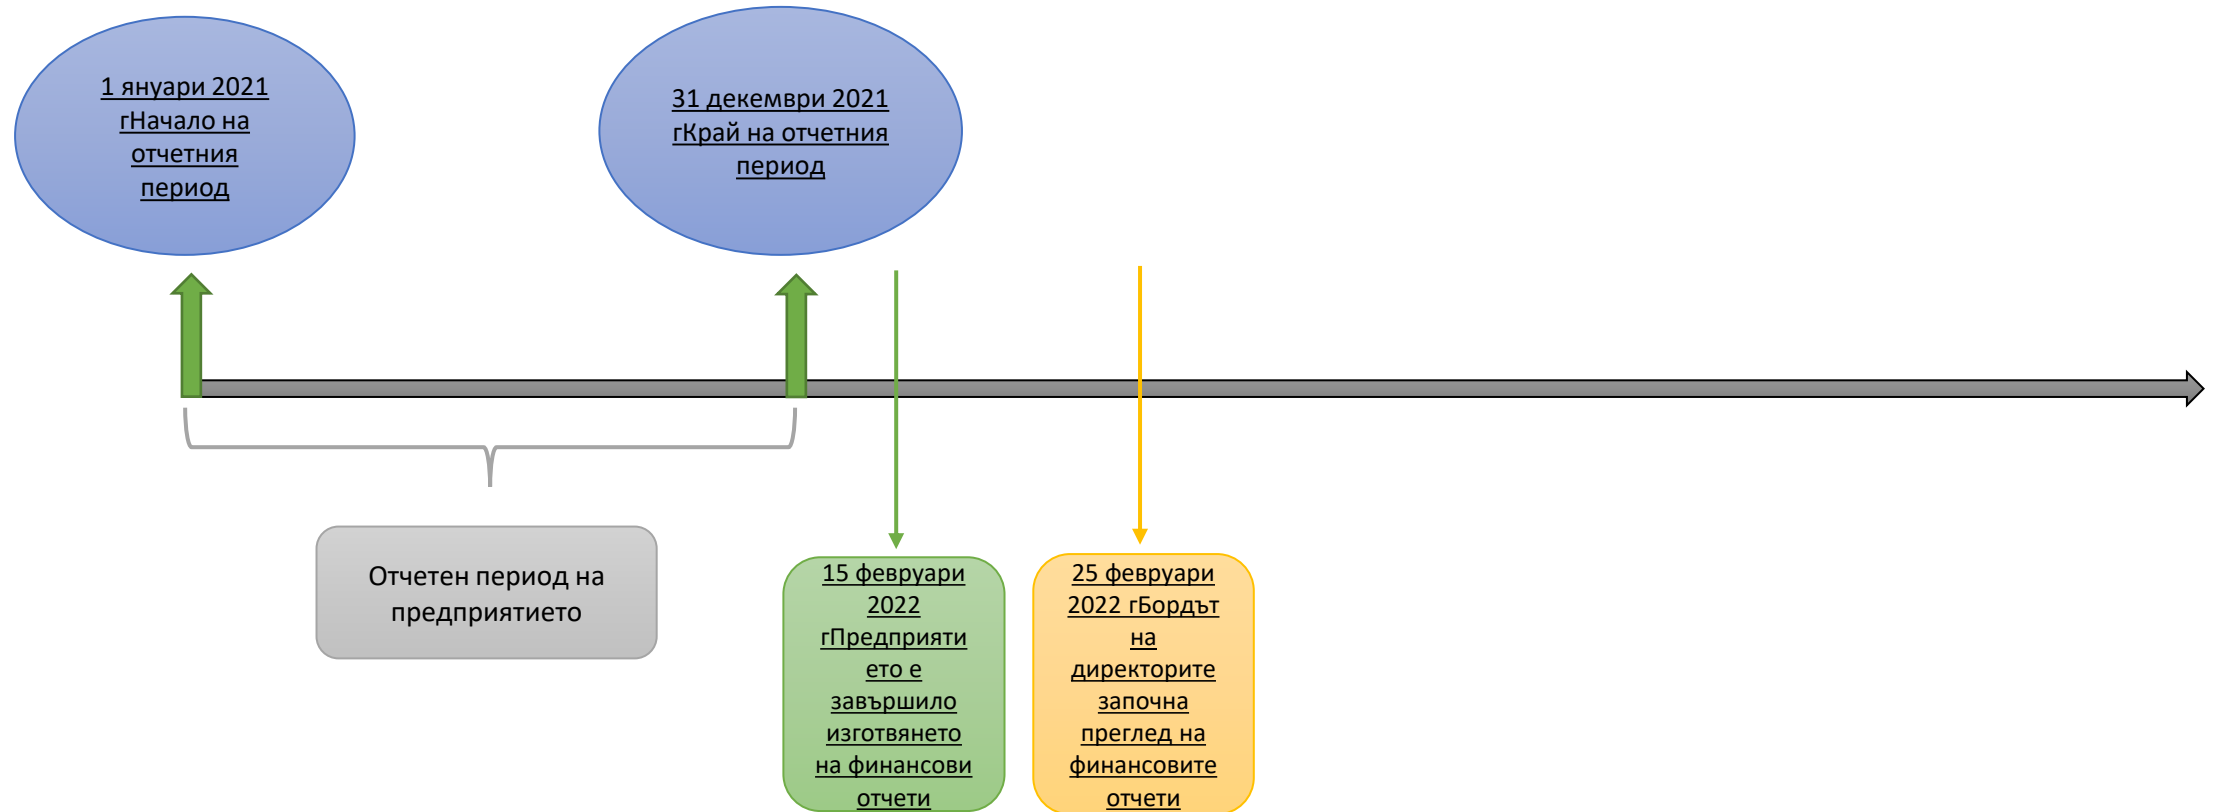 1 януари 2021
гНачало на
отчетния
период
31 декември 2021
гКрай на отчетния
период
Отчетен период на
предприятието
15 февруари
2022
гПредприяти
ето е
завършило
изготвянето
на финансови
отчети
25 февруари
2022 гБордът
на
директорите
започна
преглед на
финансовите
отчети